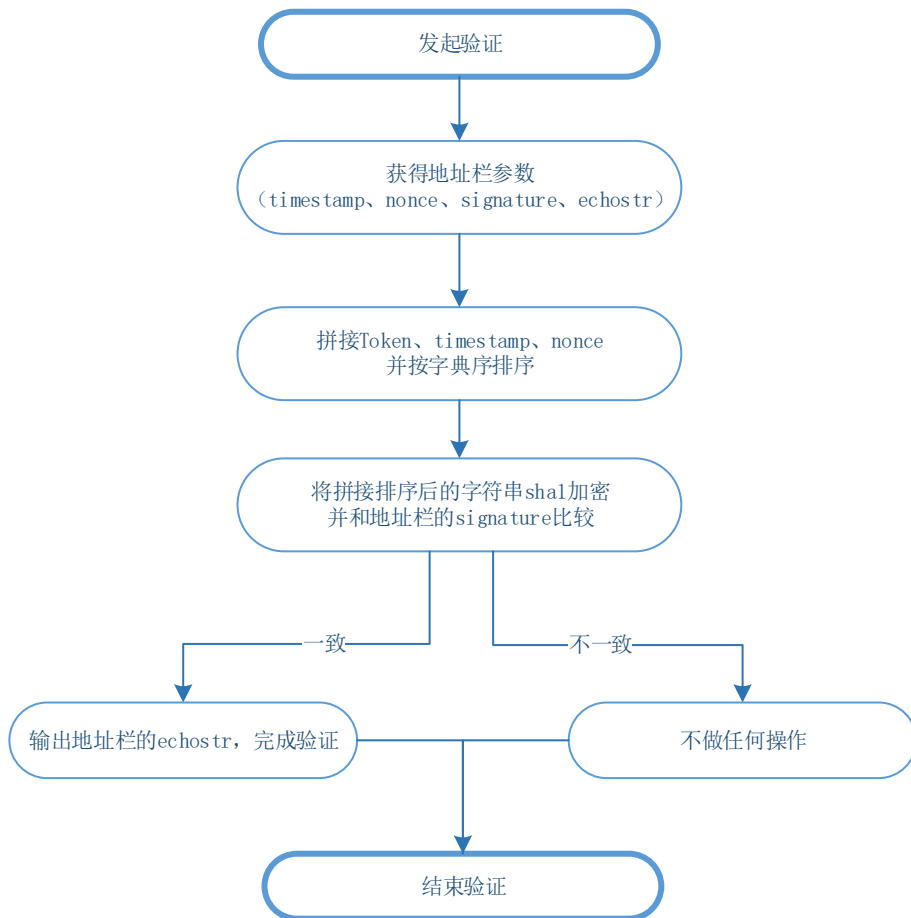 发起验证
获得地址栏参数
（timestamp、nonce、signature、echostr）
拼接Token、timestamp、nonce
并按字典序排序
将拼接排序后的字符串sha1加密
并和地址栏的signature比较
一致
不一致
输出地址栏的echostr，完成验证
不做任何操作
结束验证